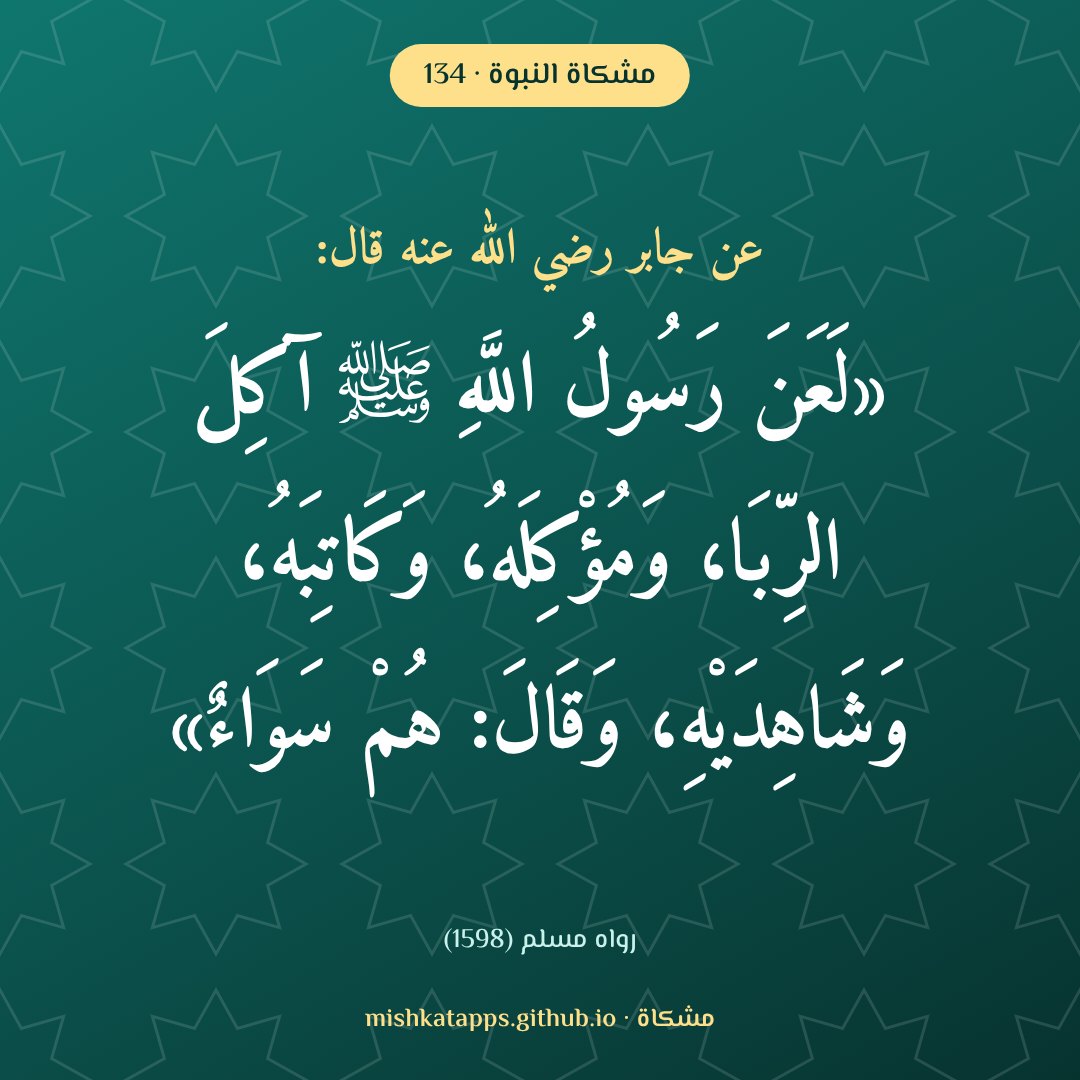 مشكاة النبوة · 134
عن جابر رضي الله عنه قال:
«لَعَنَ رَسُولُ اللَّهِ ﷺ آكِلَ
الرِّبَا، وَمُؤْكِلَهُ، وَكَاتِبَهُ،
وَشَاهِدَيْهِ، وَقَالَ: هُمْ سَوَاءٌ»
رواه مسلم (1598)
مشكاة · mishkatapps.github.io